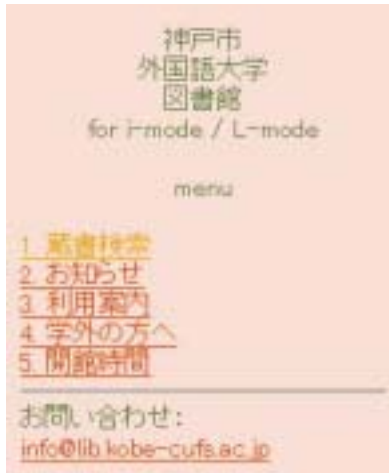 神戸市
外国語大学
図書館
for i-mode / L-mode
menu
1. 蔵書検索
2. お知らせ
3. 利用案内
4. 学外の方へ
5. 開館時間
お問い合わせ:
info@lib.kobe-cufs.ac.jp